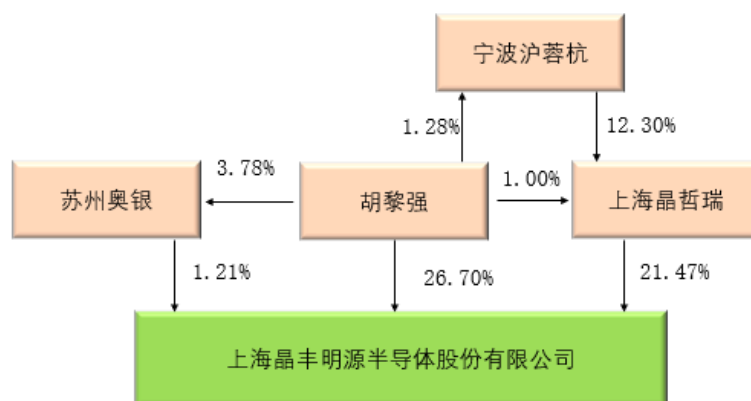 宁波沪蓉杭
1.28%
12.30%
3.78%
1.00%
苏州奥银
胡黎强
上海晶哲瑞
1.21%
26.70%
21.47%
上海晶丰明源半导体股份有限公司